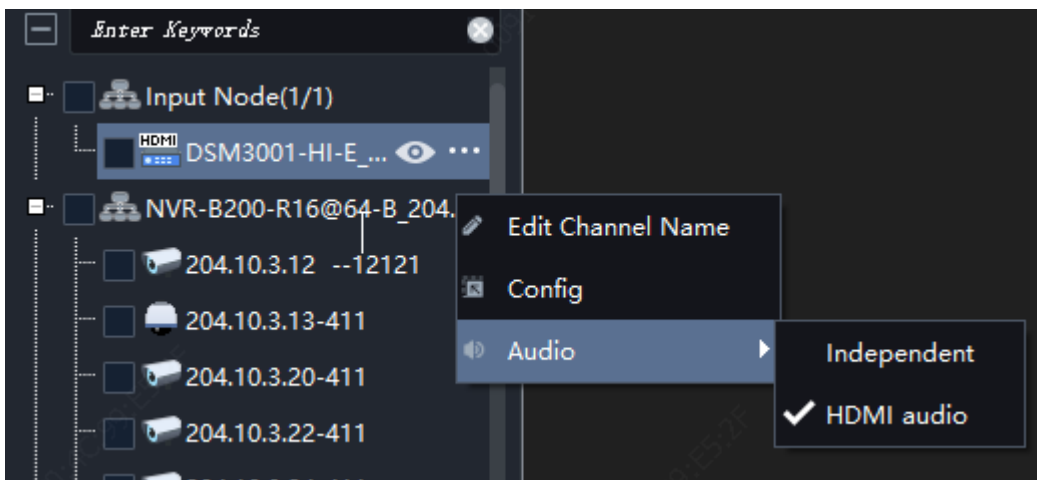 Enter Keywords
Input Node(1/1)
HDMI
DSM3001-HI-E_... ...
NVR-B200-R16@64-B_204.
Edit Channel Name
204.10.3.12 --12121
Config
204.10.3.13-411
Audio
Independent
204.10.3.20-411
HDMI audio
204.10.3.22-411